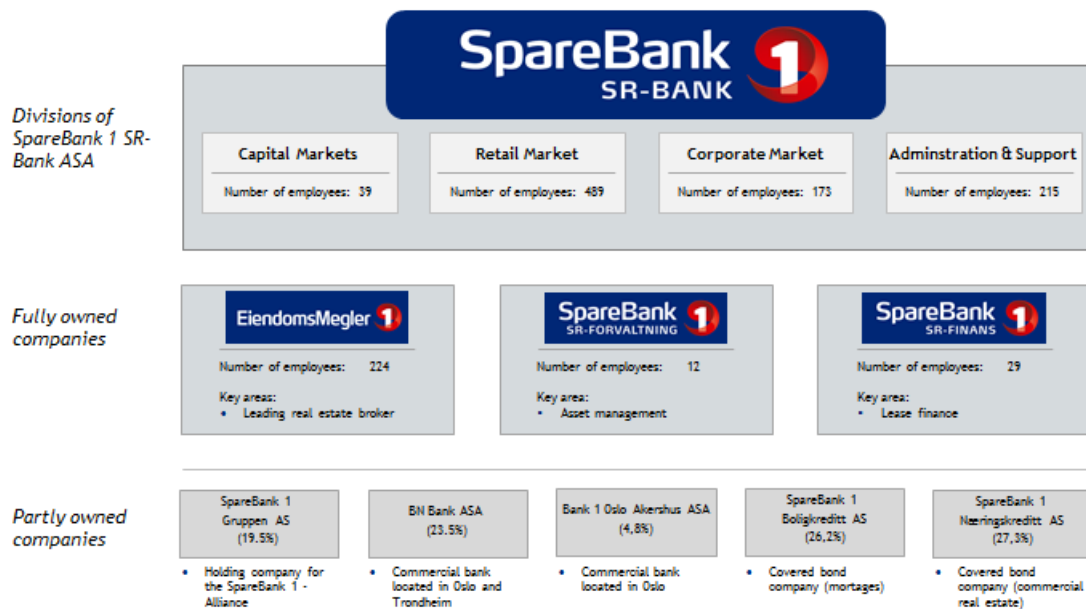 SpareBank 1
SR-BANK
Divisions of
SpareBank 1 SR-
Bank ASA
Capital Markets
Number of employees: 39
Retail Market
Number of employees: 489
Corporate Market
Number of employees: 173
Adminstration & Support
Number of employees: 215
Fully owned
companies
EiendomsMegler 1
Number of employees: 224
Key areas:
• Leading real estate broker
SpareBank 1
SR-FORVALTNING
Number of employees: 12
Key area:
• Asset management
SpareBank 1
SR-FINANS
Number of employees: 29
Key area:
• Lease finance
Partly owned
companies
SpareBank 1
Gruppen AS
(19.5%)
• Holding company for
the SpareBank 1 -
Alliance
BN Bank ASA
(23.5%)
• Commercial bank
located in Oslo and
Trondheim
Bank 1 Oslo Akershus ASA
(4,8%)
• Commercial bank
located in Oslo
SpareBank 1
Boligkreditt AS
(26,2%)
• Covered bond
company (mortages)
SpareBank 1
Næringskreditt AS
(27,3%)
• Covered bond
company (commercial
real estate)